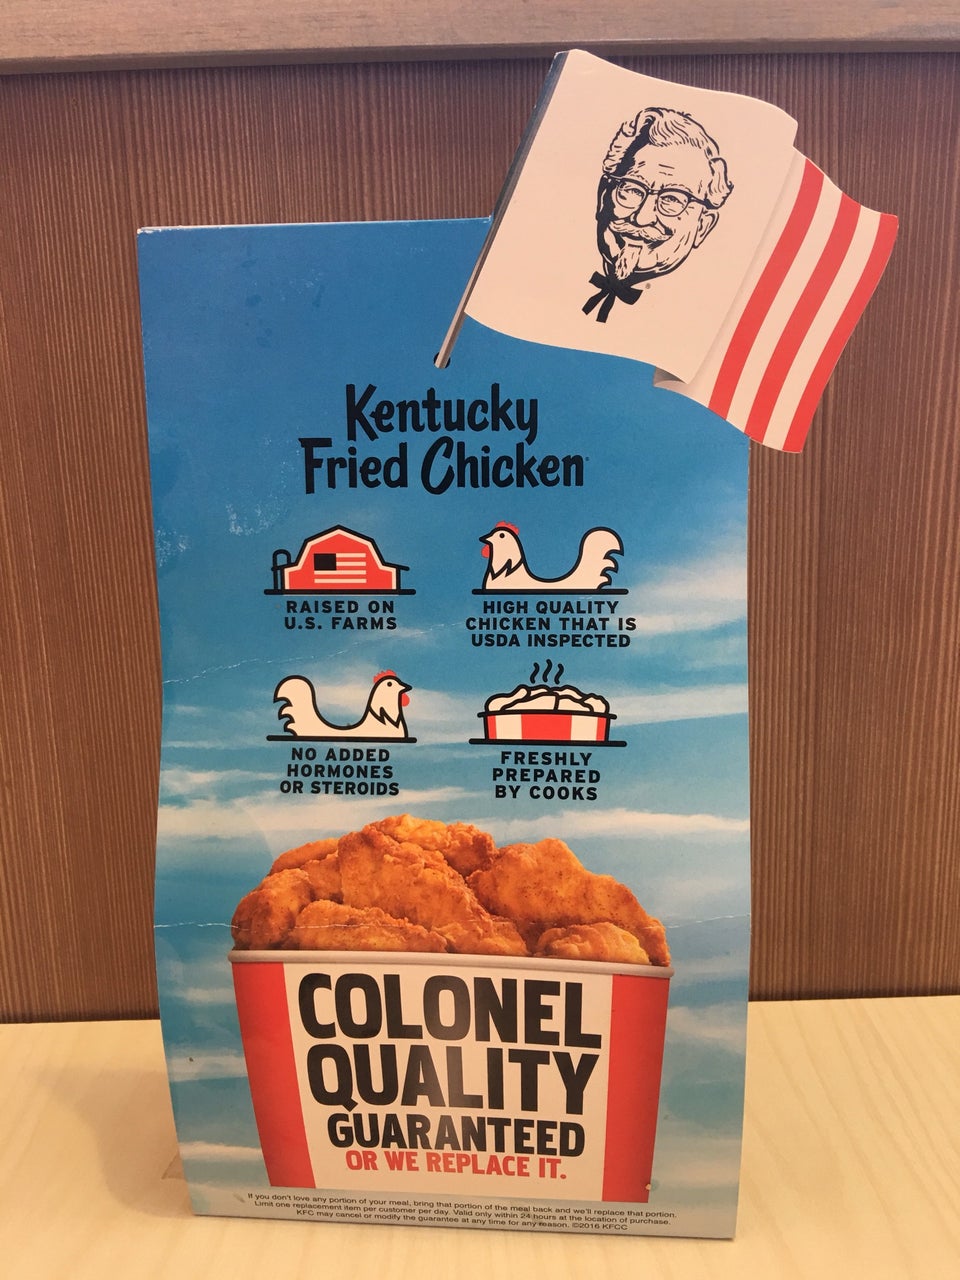 Kentucky
Fried Chicken
RAISED ON
U.S. FARMS
HIGH QUALITY
CHICKEN THAT IS
USDA INSPECTED
NO ADDED
HORMONES
OR STEROIDS
FRESHLY
PREPARED
BY COOKS
COLONEL
QUALITY
GUARANTEED
OR WE REPLACE IT.
If you don't love any portion of your meal, bring that portion of the meal back and we'll replace that portion.
Limit one replacement item per customer per day. Valid only within 24 hours at the location of purchase.
KFC may cancel or modify the guarantee at any time for any reason. ©2016 KFCC